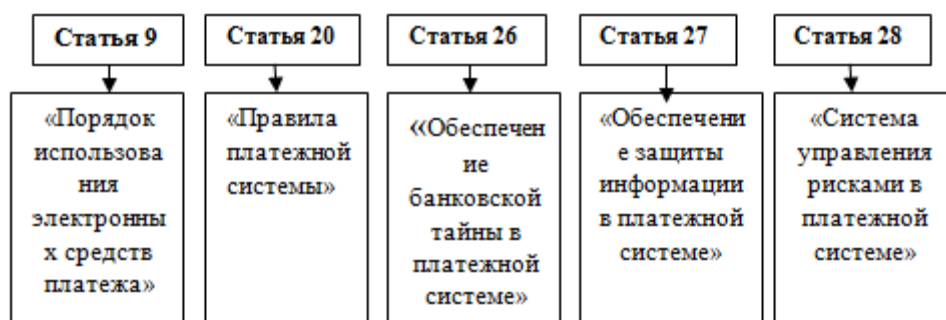 Статья 9
Статья 20
Статья 26
Статья 27
Статья 28
«Порядок
использова
ния
электронны
х средств
платежа»
«Правила
платежной
системы»
«Обеспечен
ие
банковской
тайны в
платежной
системе»
«Обеспечени
е защиты
информации
в платежной
системе»
«Система
управления
рисками в
платежной
системе»